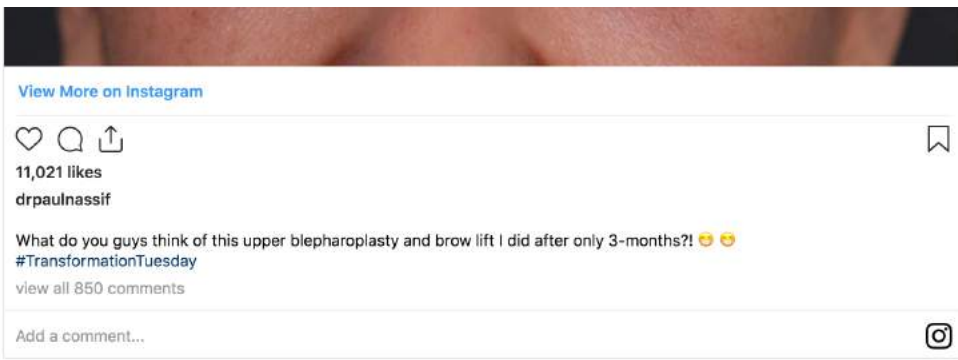 View More on Instagram
11,021 likes
drpaulnassif
What do you guys think of this upper blepharoplasty and brow lift I did after only 3-months?! 😁 😁
#TransformationTuesday
view all 850 comments
Add a comment...